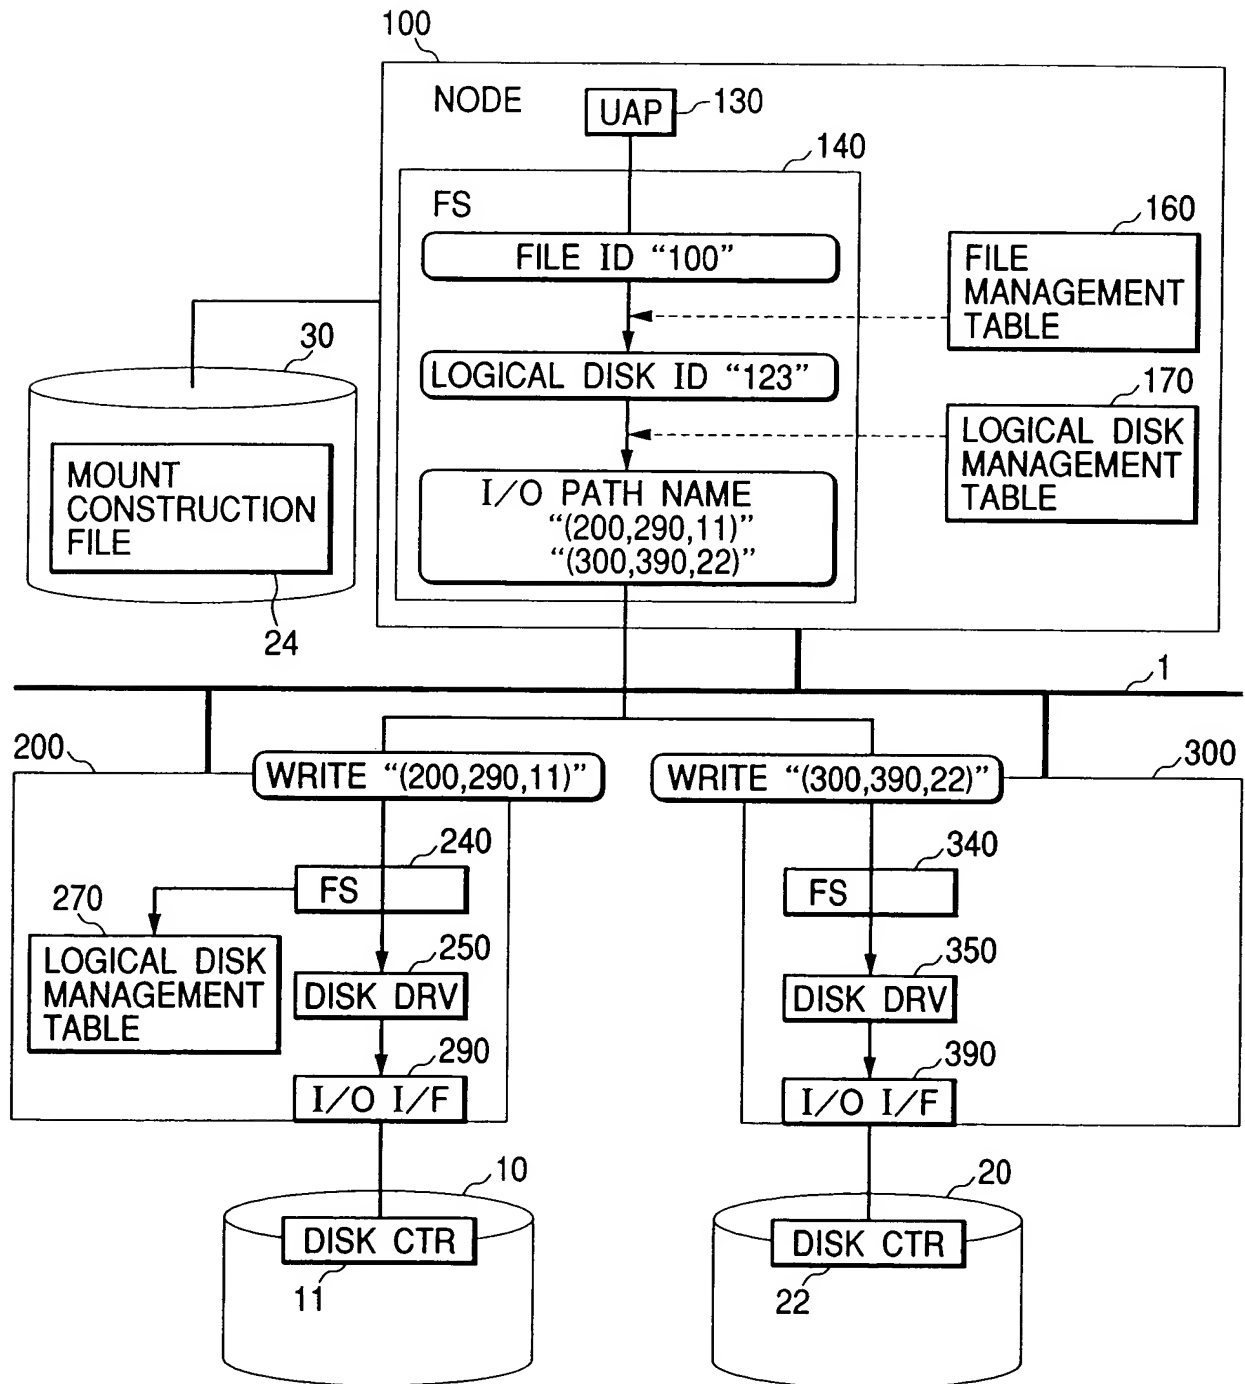 100
NODE
UAP
130
140
FS
160
FILE ID “100”
FILE
MANAGEMENT
TABLE
30
LOGICAL DISK ID “123”
170
LOGICAL DISK
MANAGEMENT
TABLE
MOUNT
CONSTRUCTION
FILE
I/O PATH NAME
“(200,290,11)”
“(300,390,22)”
24
1
200
WRITE “(200,290,11)”
WRITE “(300,390,22)”
300
240
FS
340
FS
270
LOGICAL DISK
MANAGEMENT
TABLE
250
DISK DRV
350
DISK DRV
290
I/O I/F
390
I/O I/F
10
DISK CTR
11
20
DISK CTR
22